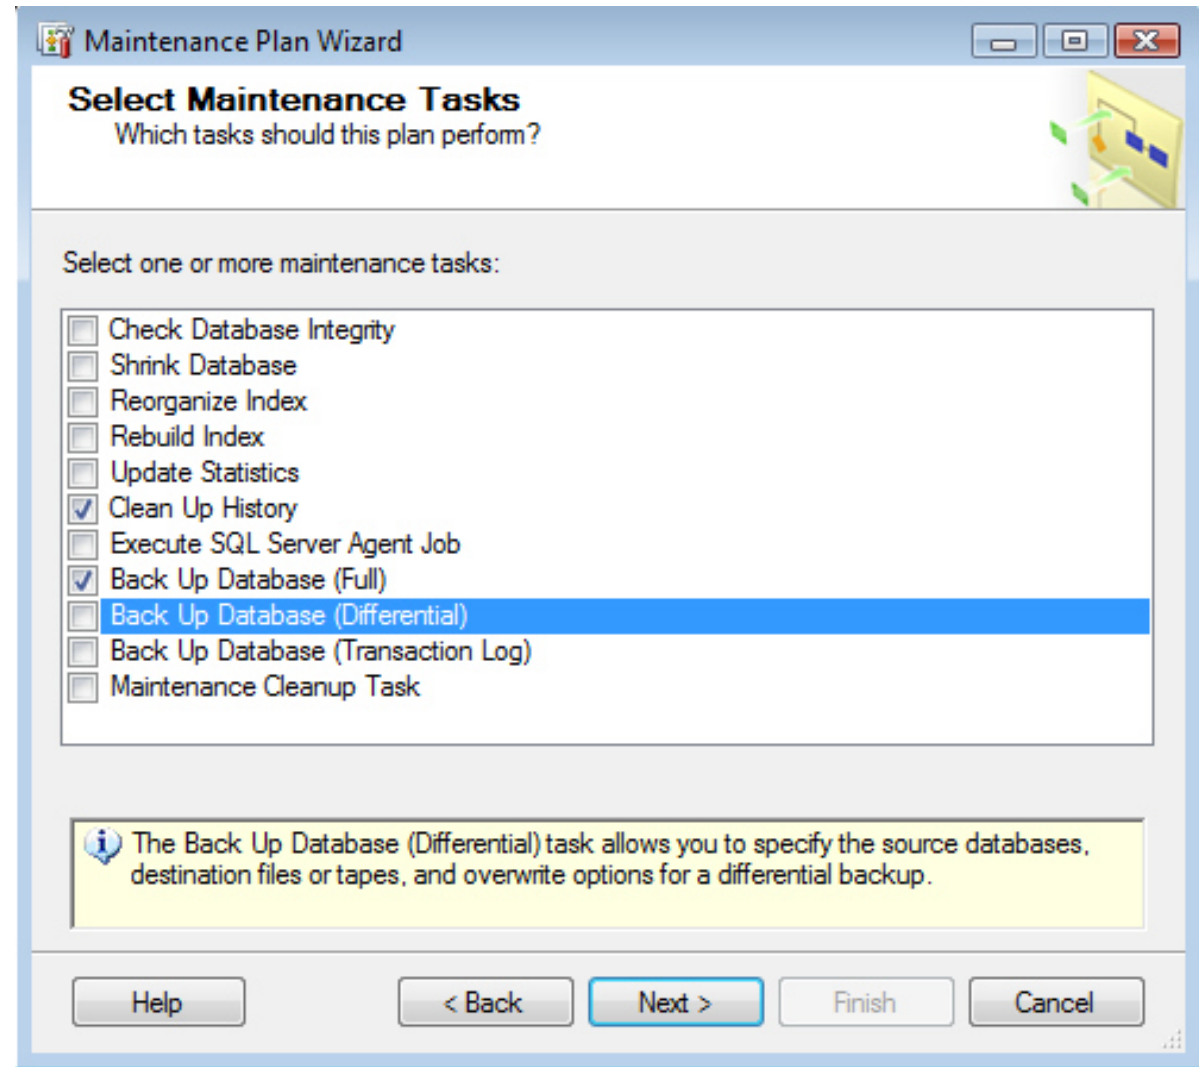 Maintenance Plan Wizard
Select Maintenance Tasks
Which tasks should this plan perform?
Select one or more maintenance tasks:
Check Database Integrity
Shrink Database
Reorganize Index
Rebuild Index
Update Statistics
Clean Up History
Execute SQL Server Agent Job
Back Up Database (Full)
Back Up Database (Differential)
Back Up Database (Transaction Log)
Maintenance Cleanup Task
The Back Up Database (Differential) task allows you to specify the source databases,
destination files or tapes, and overwrite options for a differential backup.
Help
< Back
Next >
Finish
Cancel